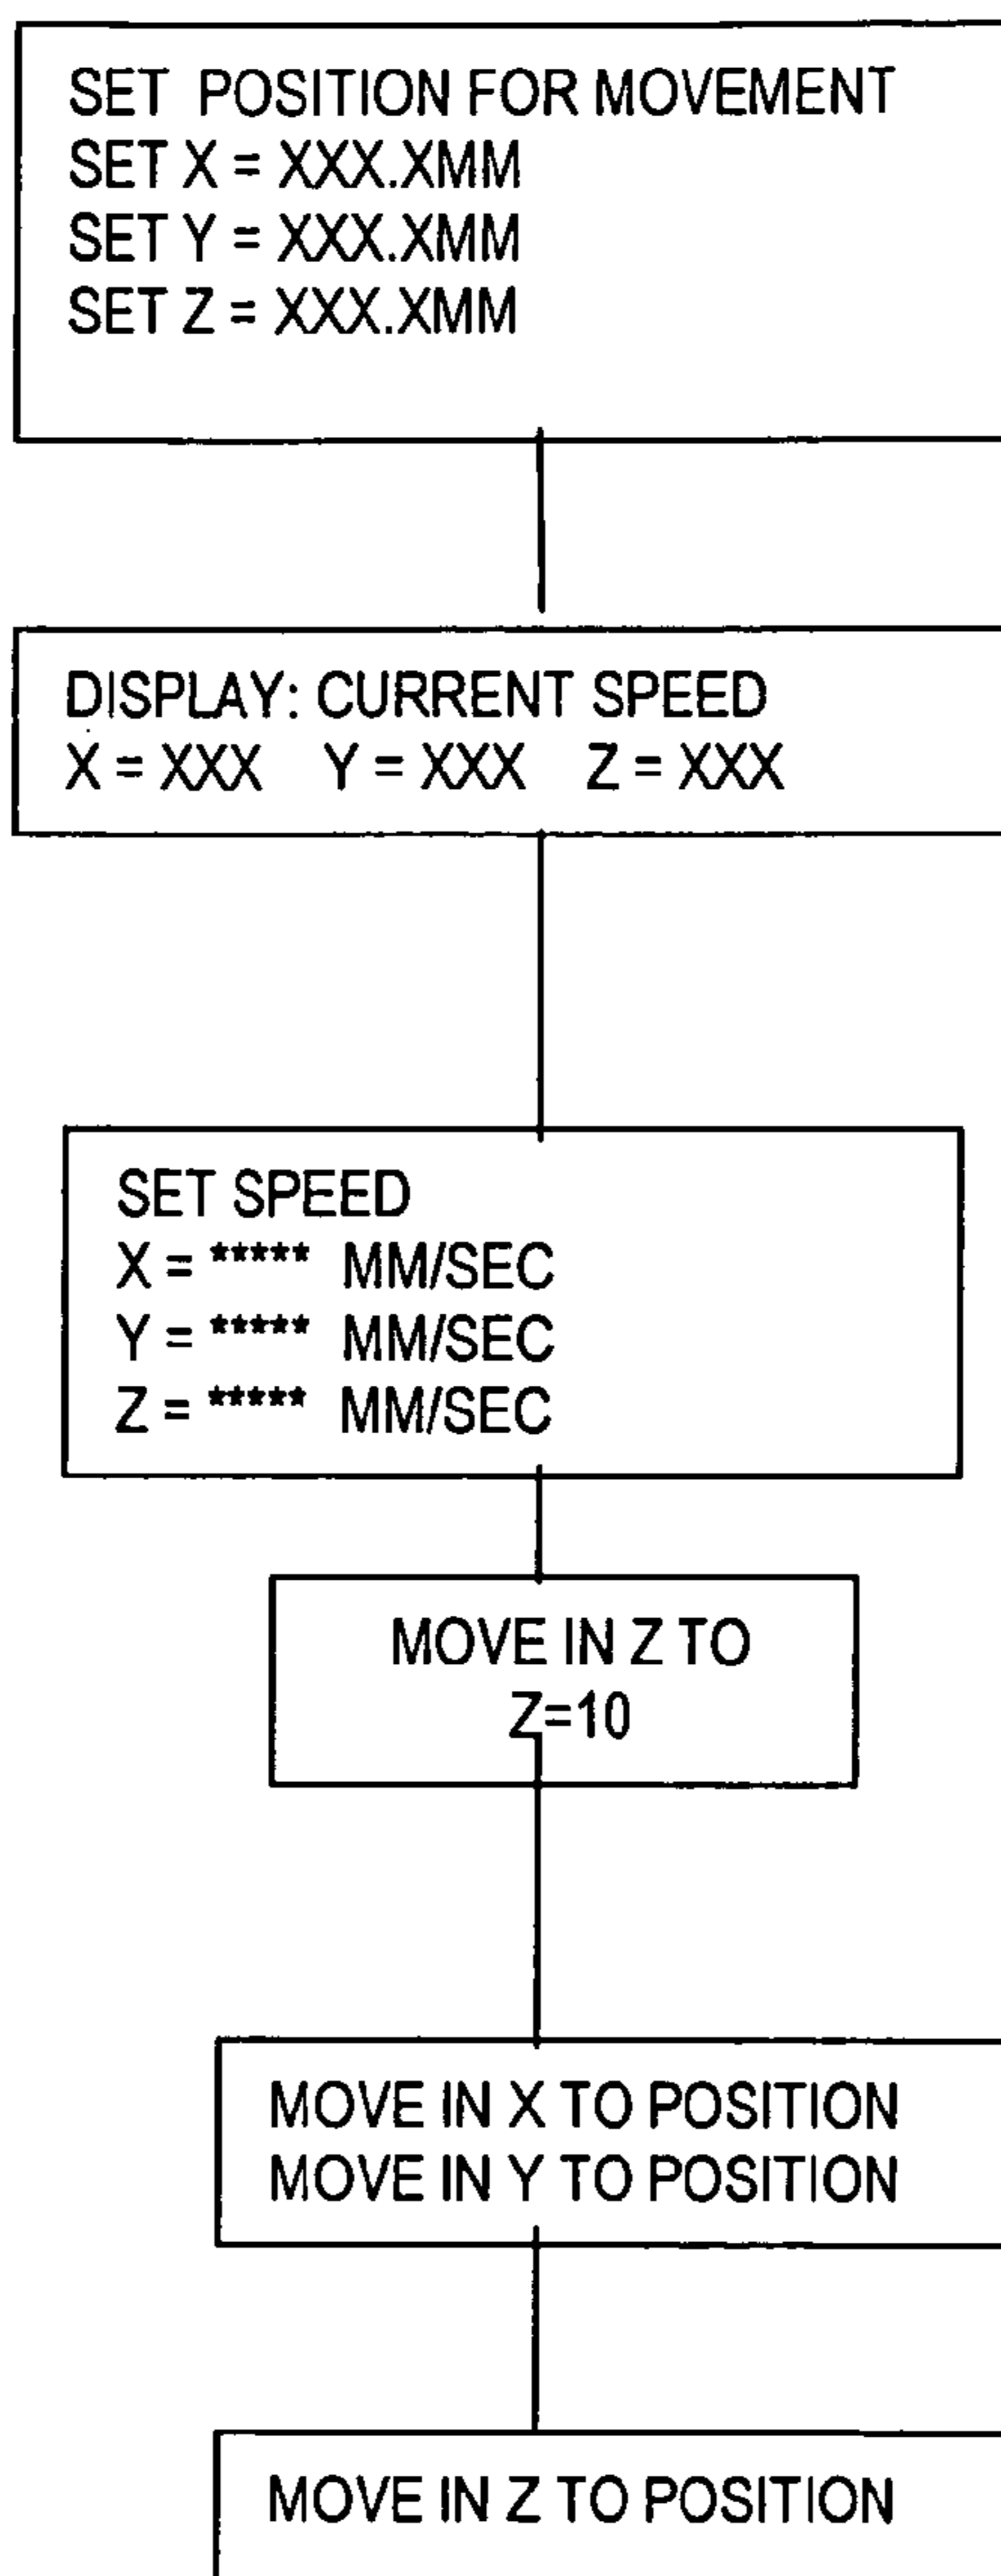 SET POSITION FOR MOVEMENT
SET X = XXX.XMM
SET Y = XXX.XMM
SET Z = XXX.XMM
DISPLAY: CURRENT SPEED
X = XXX Y = XXX Z = XXX
SET SPEED
X = ***** MM/SEC
Y = ***** MM/SEC
Z = ***** MM/SEC
MOVE IN Z TO
Z=10
MOVE IN X TO POSITION
MOVE IN Y TO POSITION
MOVE IN Z TO POSITION